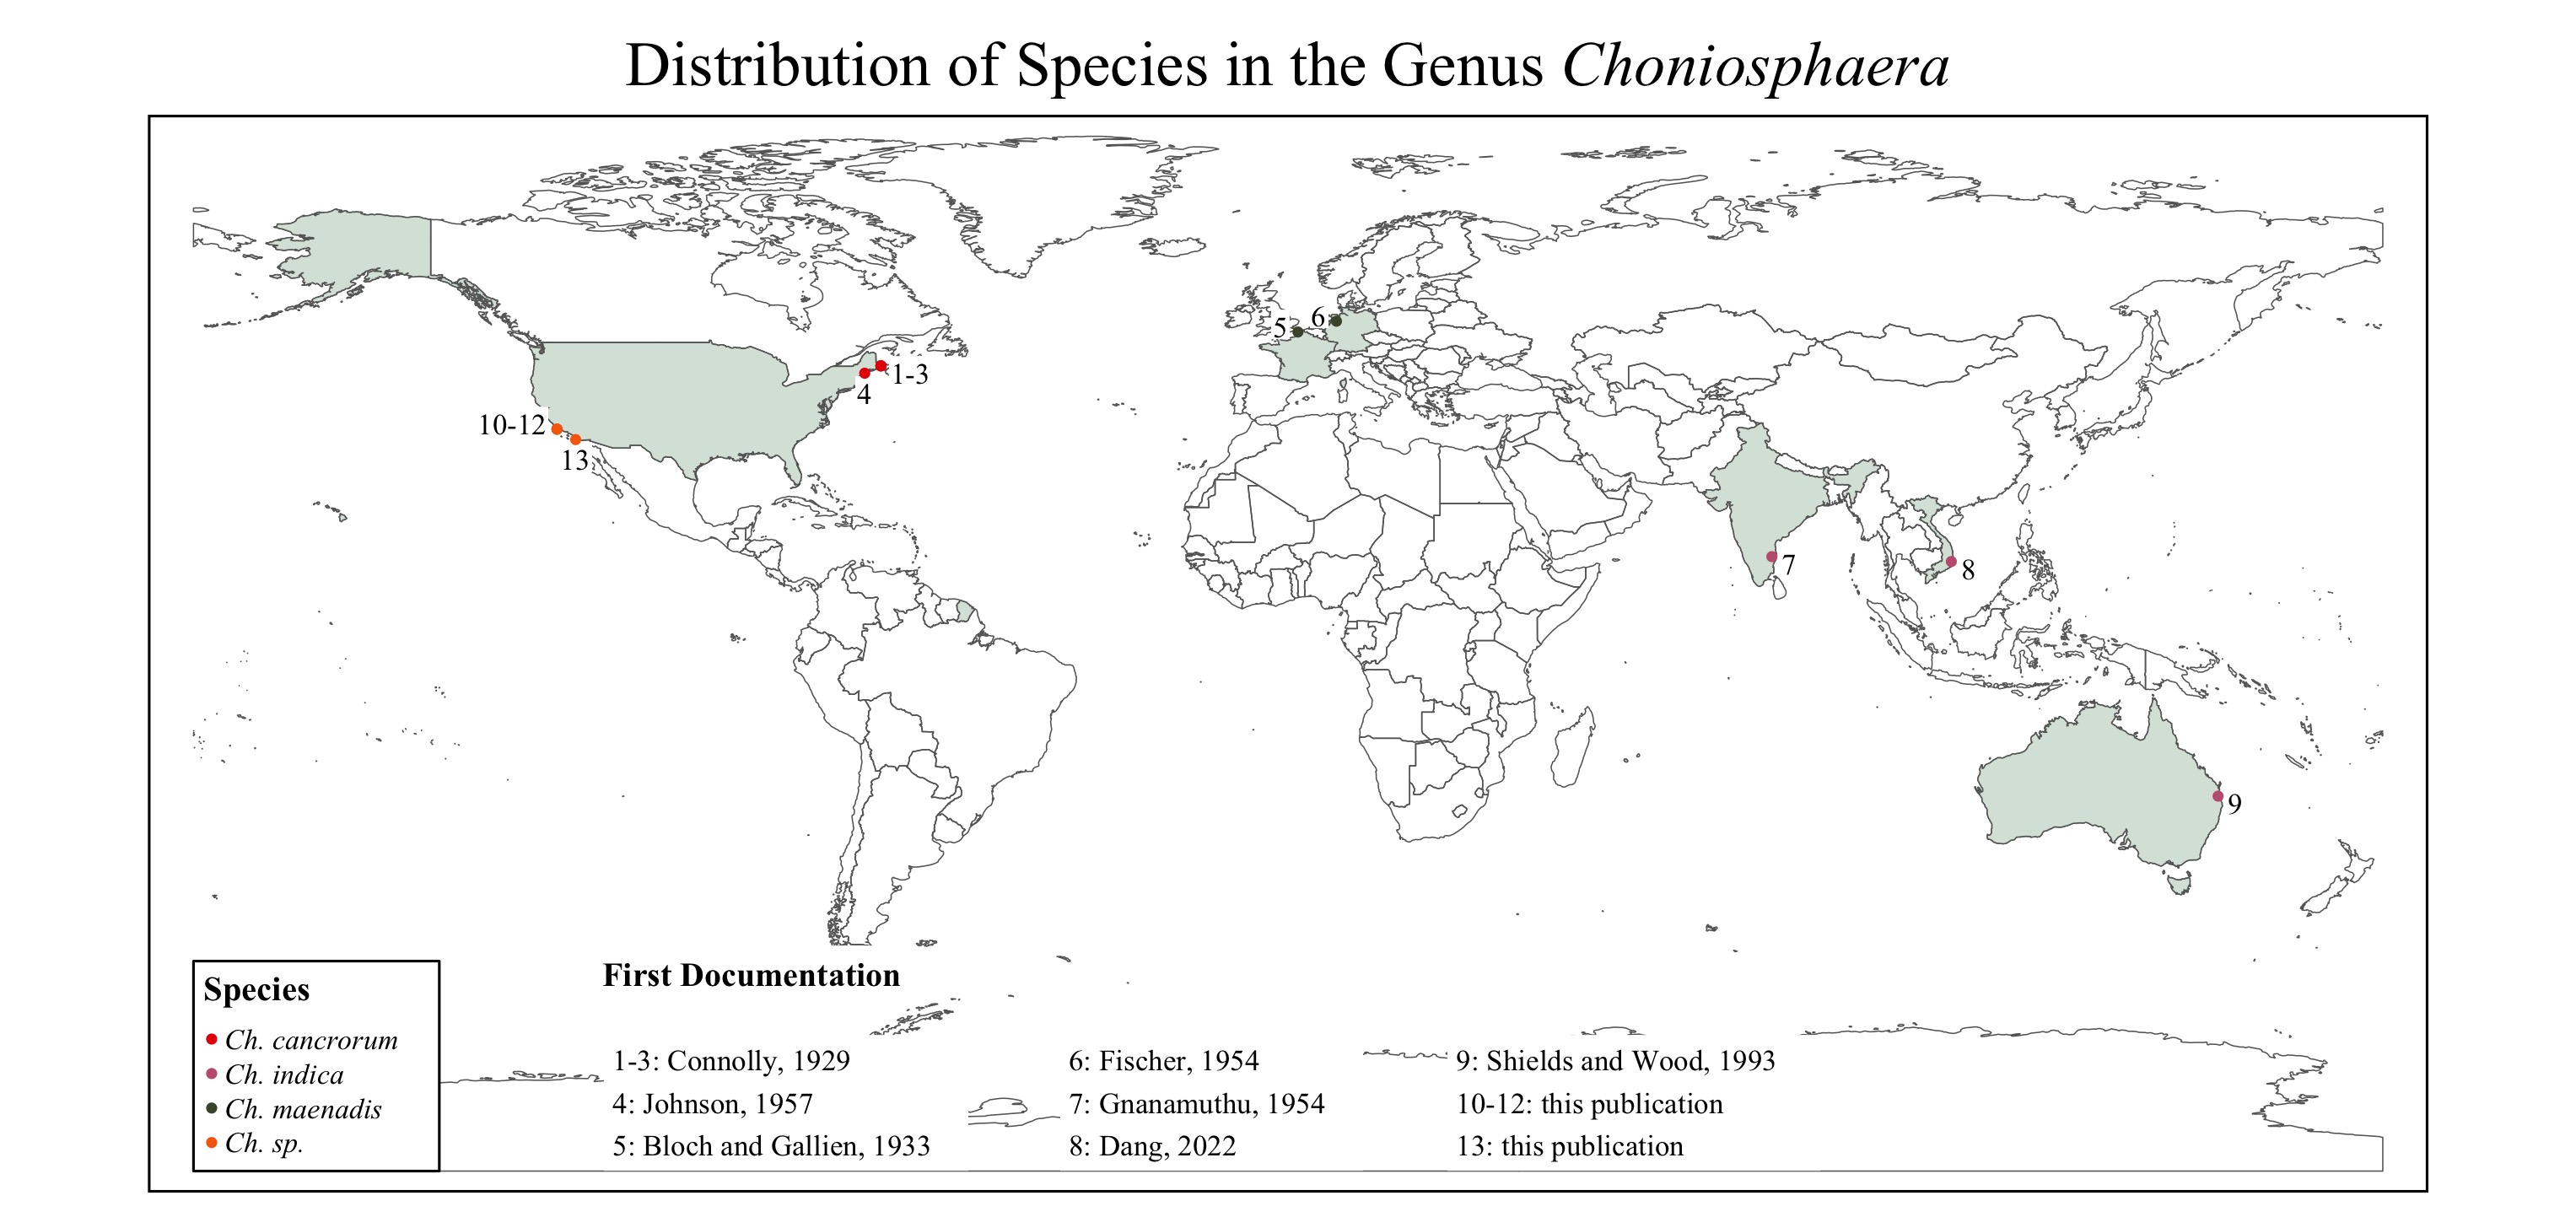 Distribution of Species in the Genus Choniosphaera
5
6
1-3
4
10-12
13
7
8
9
Species
Ch. cancrorum
Ch. indica
Ch. maenadis
Ch. sp.
First Documentation
1-3: Connolly, 1929
4: Johnson, 1957
5: Bloch and Gallien, 1933
6: Fischer, 1954
7: Gnanamuthu, 1954
8: Dang, 2022
9: Shields and Wood, 1993
10-12: this publication
13: this publication